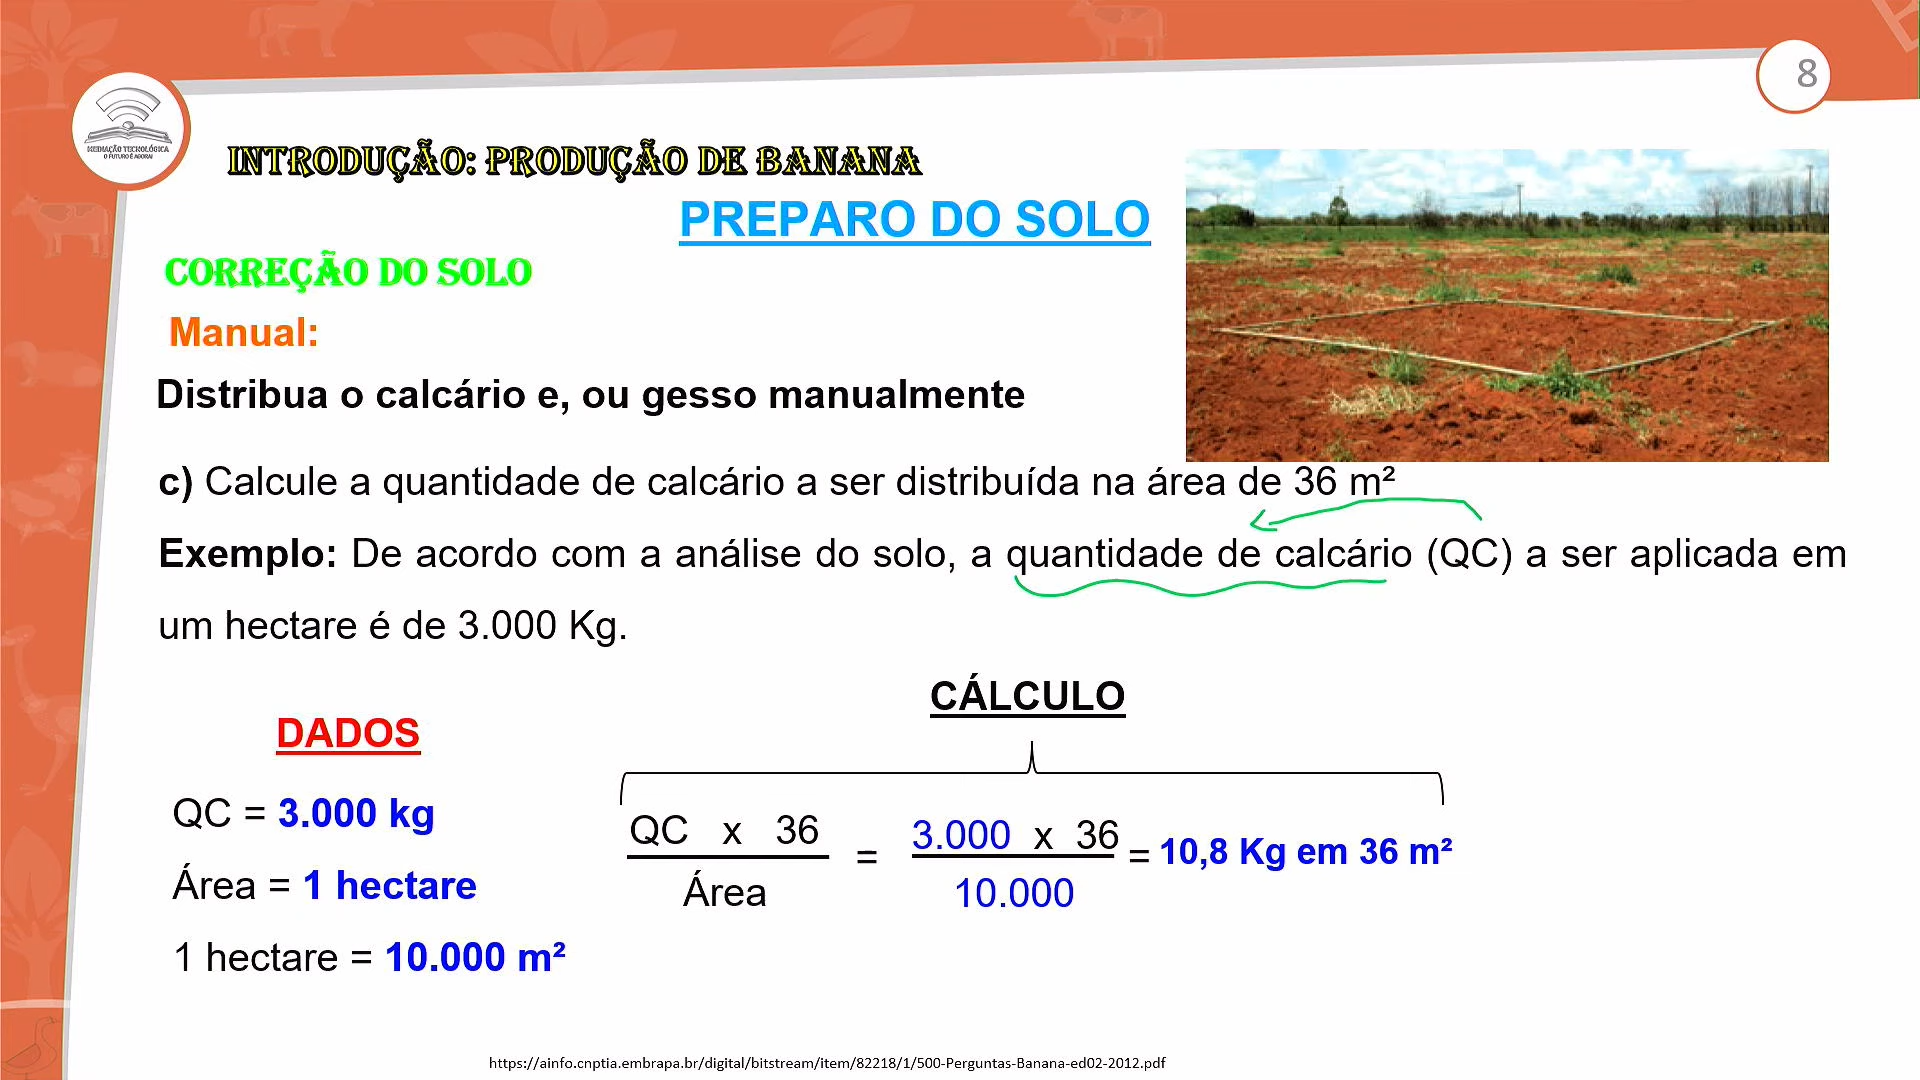 8
MEDIAÇÃO TECNOLÓGICA
O FUTURO É AGORA!
INTRODUÇÃO: PRODUÇÃO DE BANANA
PREPARO DO SOLO
CORREÇÃO DO SOLO
Manual:
Distribua o calcário e, ou gesso manualmente
c) Calcule a quantidade de calcário a ser distribuída na área de 36 m²
Exemplo: De acordo com a análise do solo, a quantidade de calcário (QC) a ser aplicada em
um hectare é de 3.000 Kg.
DADOS
QC = 3.000 kg
Área = 1 hectare
1 hectare = 10.000 m²
CÁLCULO
QC x 36
Área
=
3.000 x 36
10.000
= 10,8 Kg em 36 m²
https://ainfo.cnptia.embrapa.br/digital/bitstream/item/82218/1/500-Perguntas-Banana-ed02-2012.pdf